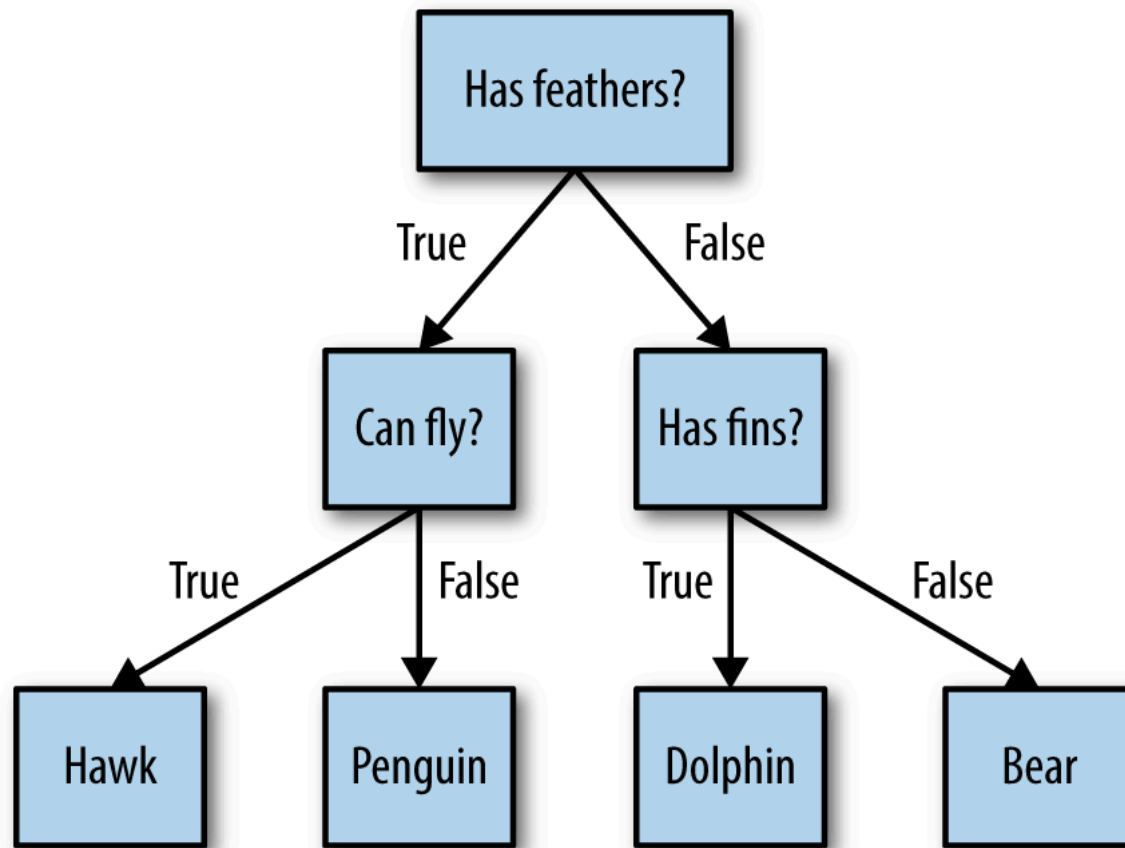 Has feathers?
True
False
Can fly?
Has fins?
True
False
True
False
Hawk
Penguin
Dolphin
Bear